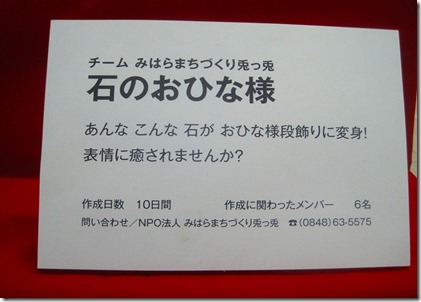 チーム みはらまちづくり兎っ兎
石のおひな様
あんな こんな 石が おひな様段飾りに変身!
表情に癒されませんか?
作成日数 10日間 作成に関わったメンバー 6名
問い合わせ/NPO法人 みはらまちづくり兎っ兎 ☎(0848)63-5575